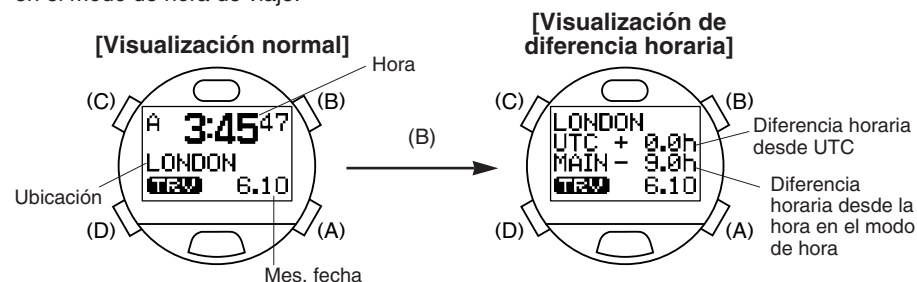 en el modo de hora de viaje.
[Visualización normal]
[Visualización de
diferencia horaria]
Hora
(C)
(B)
A 3:45 47
LONDON
TRV 6.10
Ubicación
(D)
(A)
Mes. fecha
(B)
(C)
(B)
LONDON
UTC + 0.0h
MAIN - 9.0h
TRV 6.10
(D)
(A)
Diferencia horaria
desde UTC
Diferencia
horaria desde la
hora en el modo
de hora